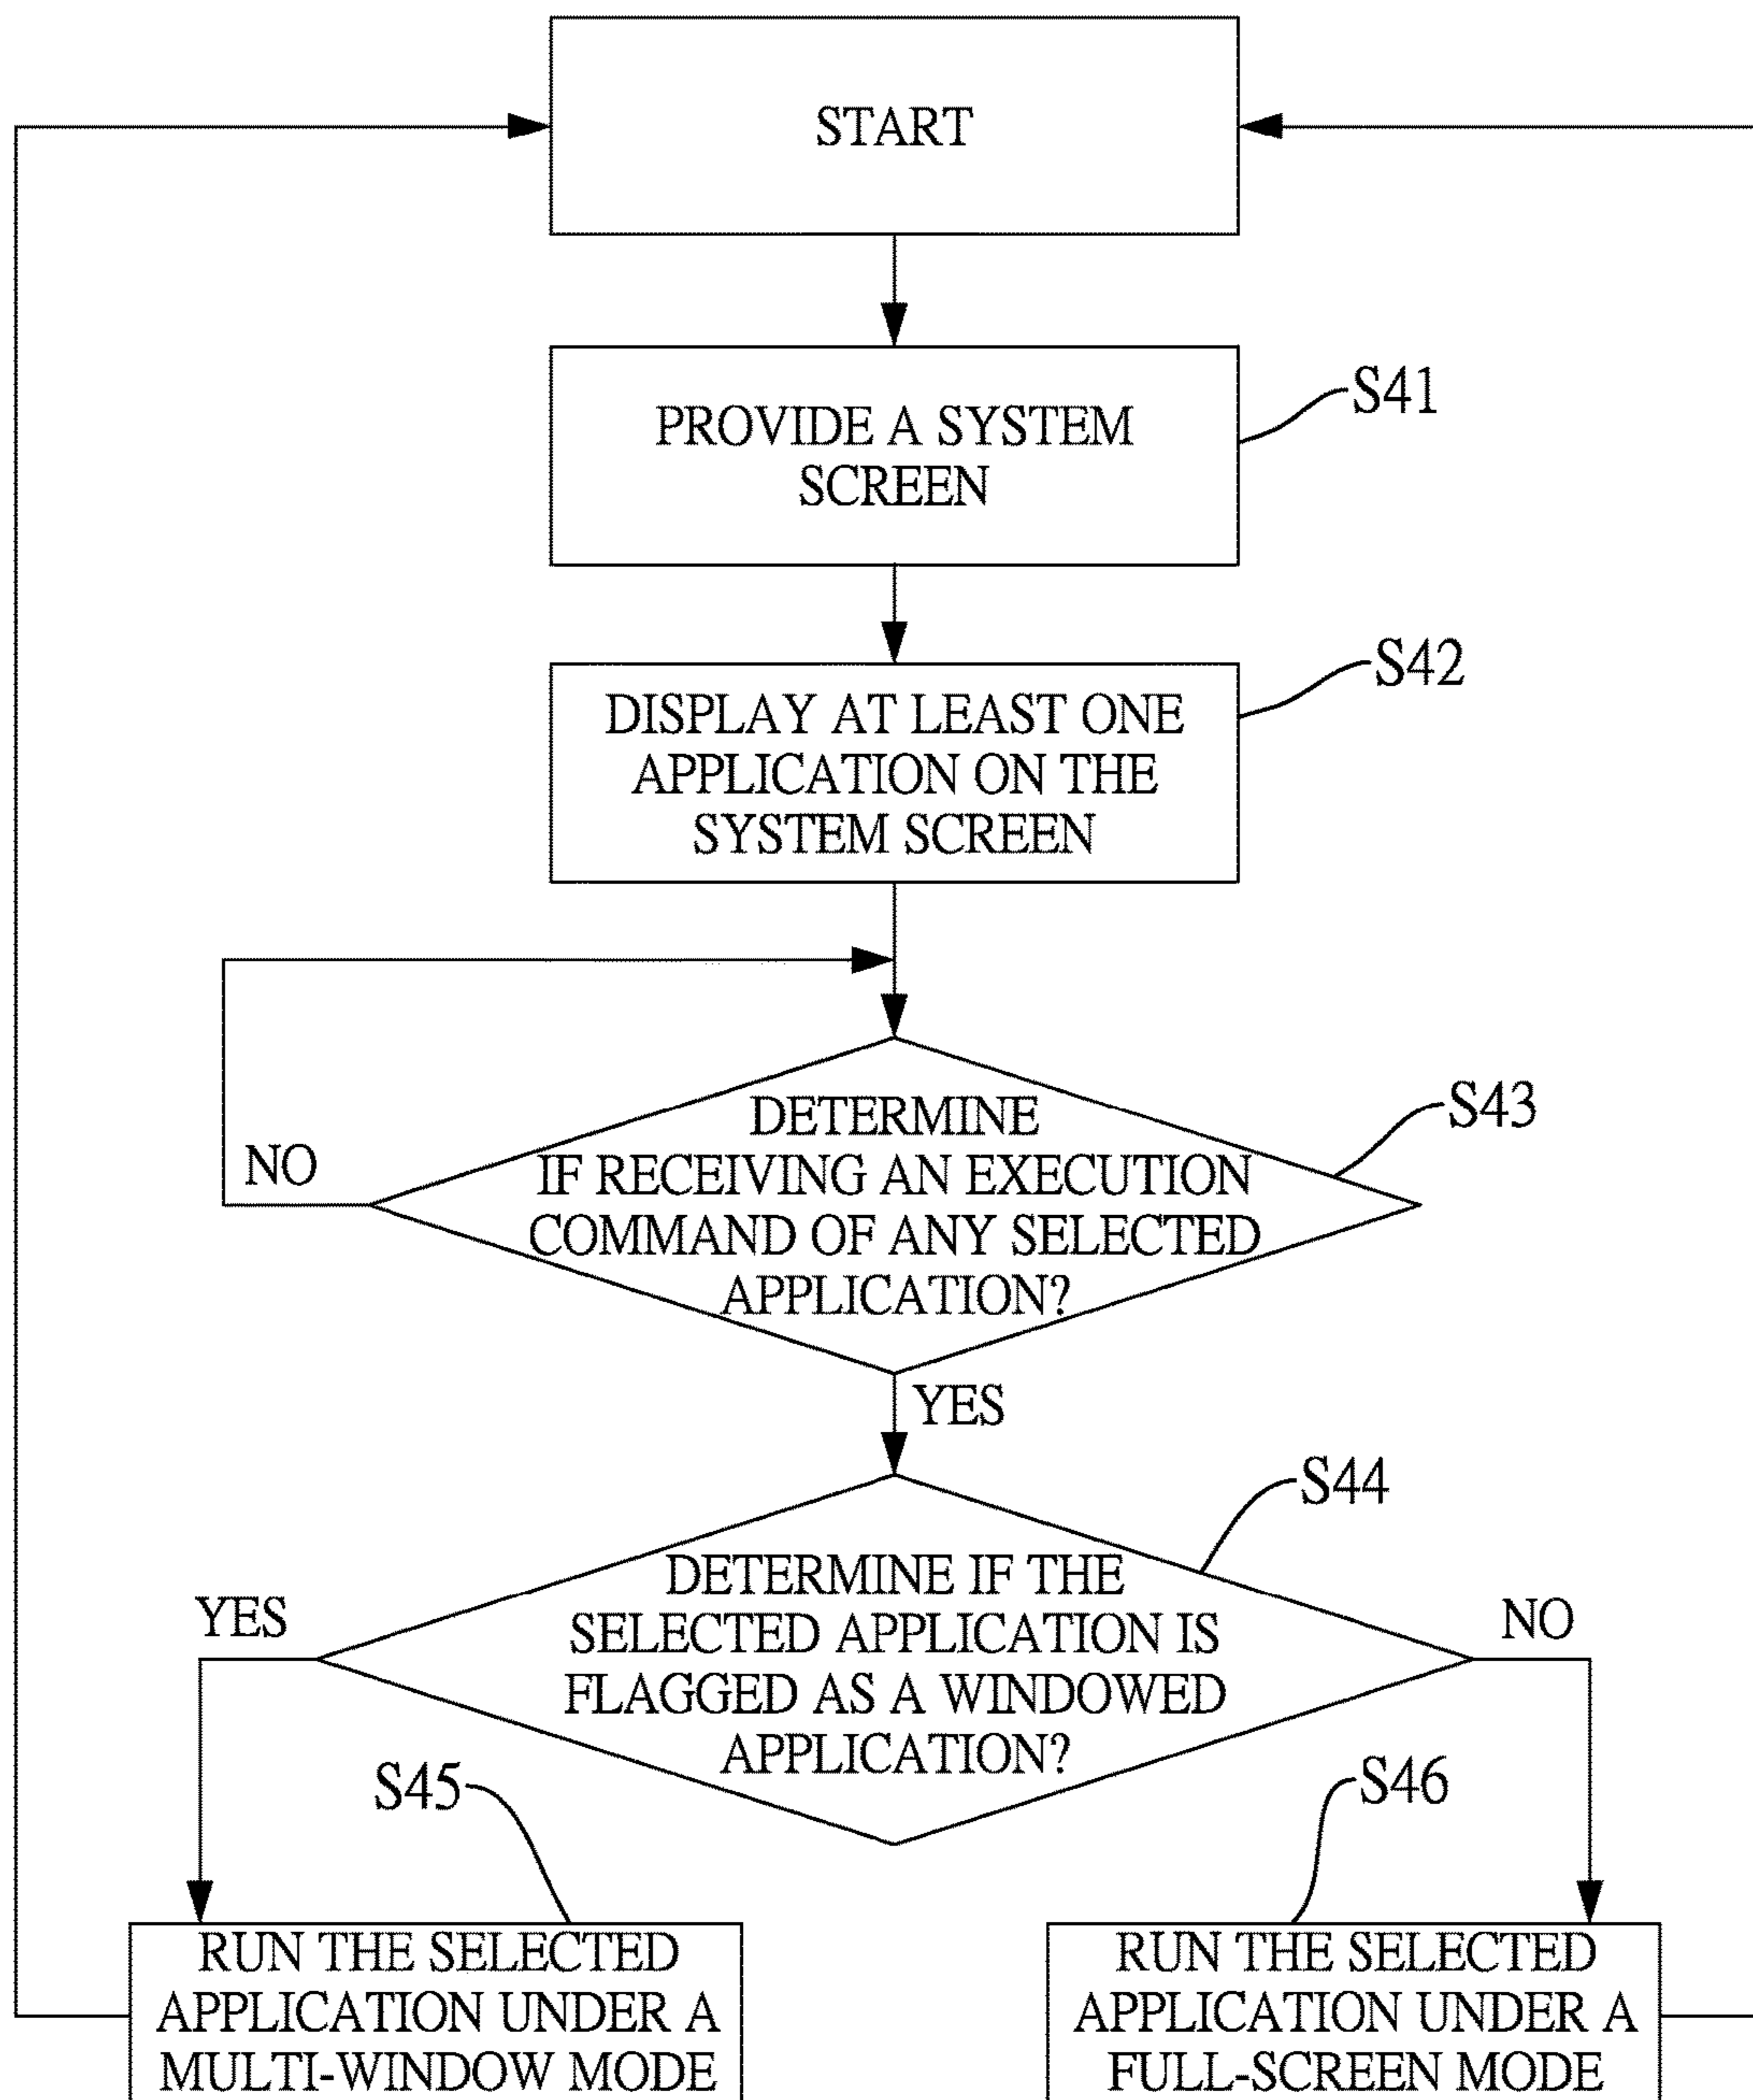 START
PROVIDE A SYSTEM
SCREEN
S41
DISPLAY AT LEAST ONE
APPLICATION ON THE
SYSTEM SCREEN
S42
DETERMINE
IF RECEIVING AN EXECUTION
COMMAND OF ANY SELECTED
APPLICATION?
S43
NO
YES
DETERMINE IF THE
SELECTED APPLICATION IS
FLAGGED AS A WINDOWED
APPLICATION?
S44
YES
NO
S45
S46
RUN THE SELECTED
APPLICATION UNDER A
MULTI-WINDOW MODE
RUN THE SELECTED
APPLICATION UNDER A
FULL-SCREEN MODE